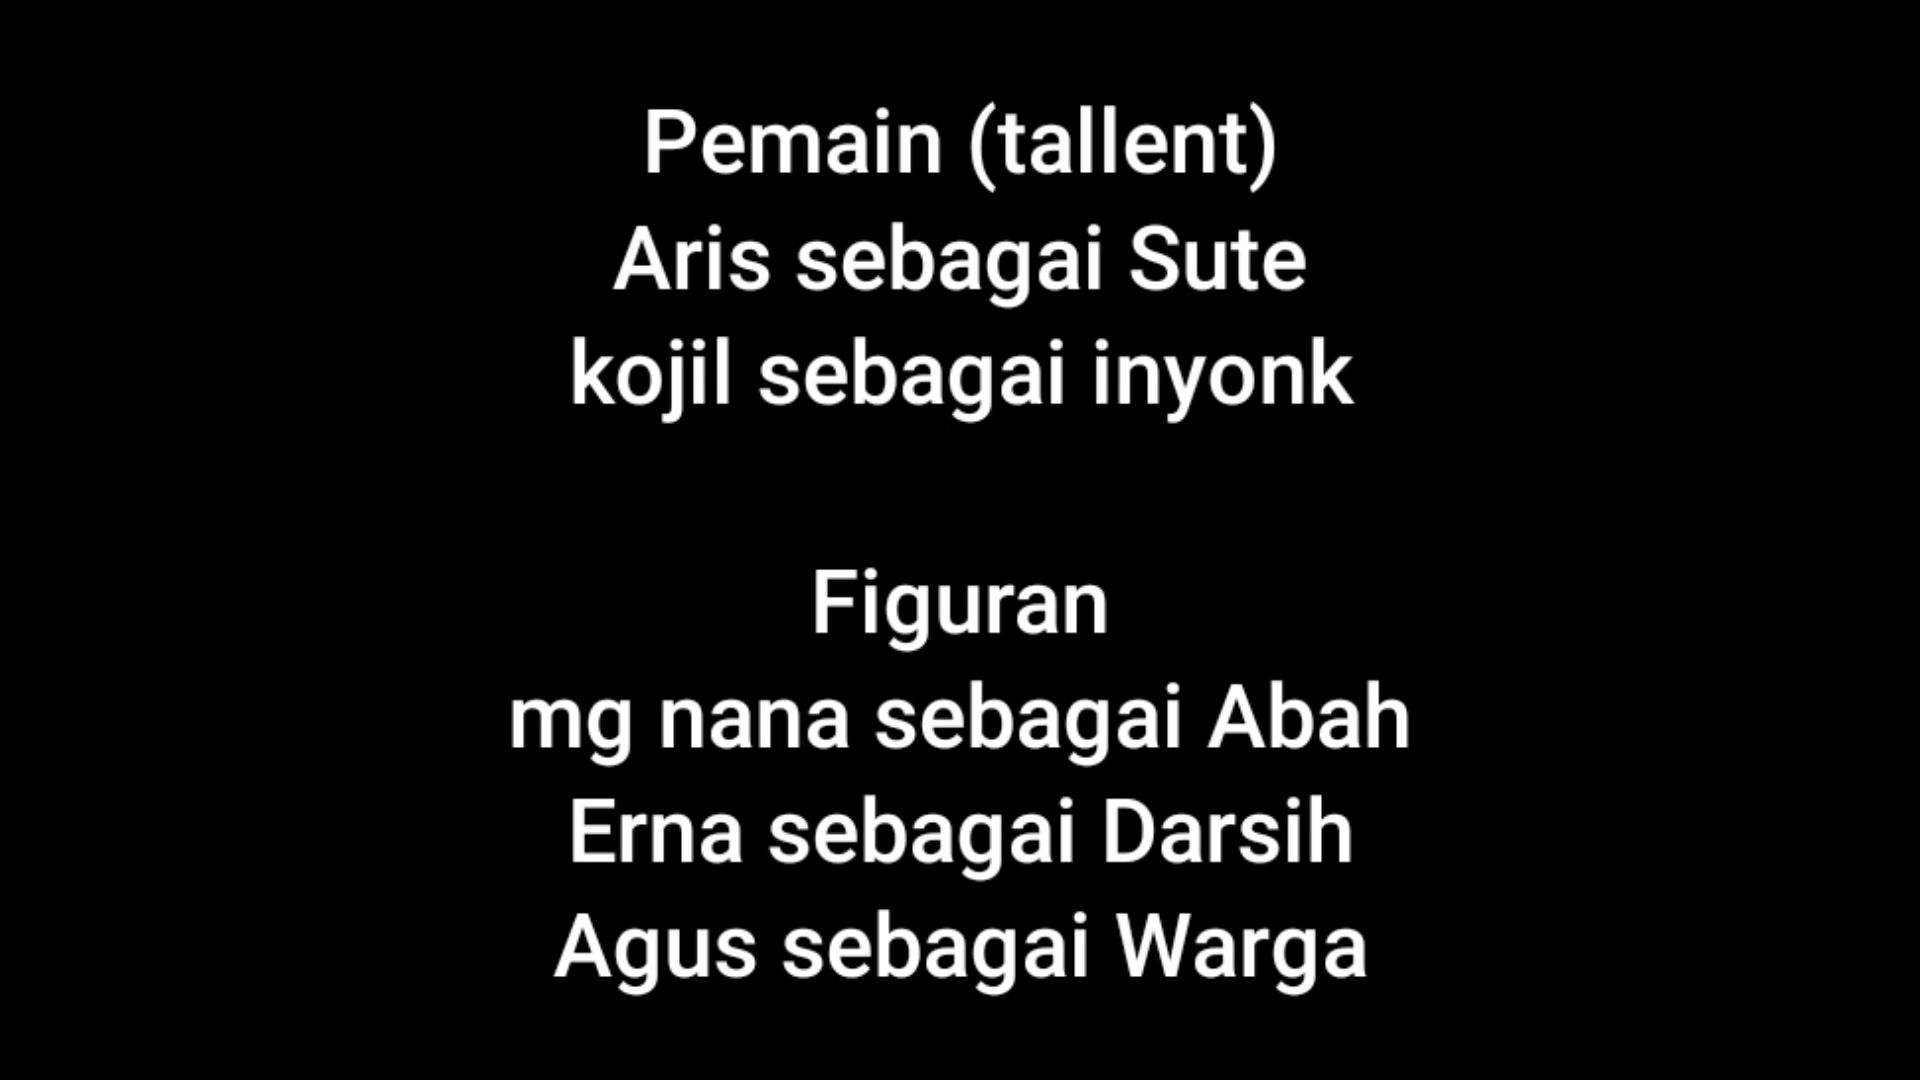 Pemain (tallent)
Aris sebagai Sute
kojil sebagai inyonk
Figuran
mg nana sebagai Abah
Erna sebagai Darsih
Agus sebagai Warga